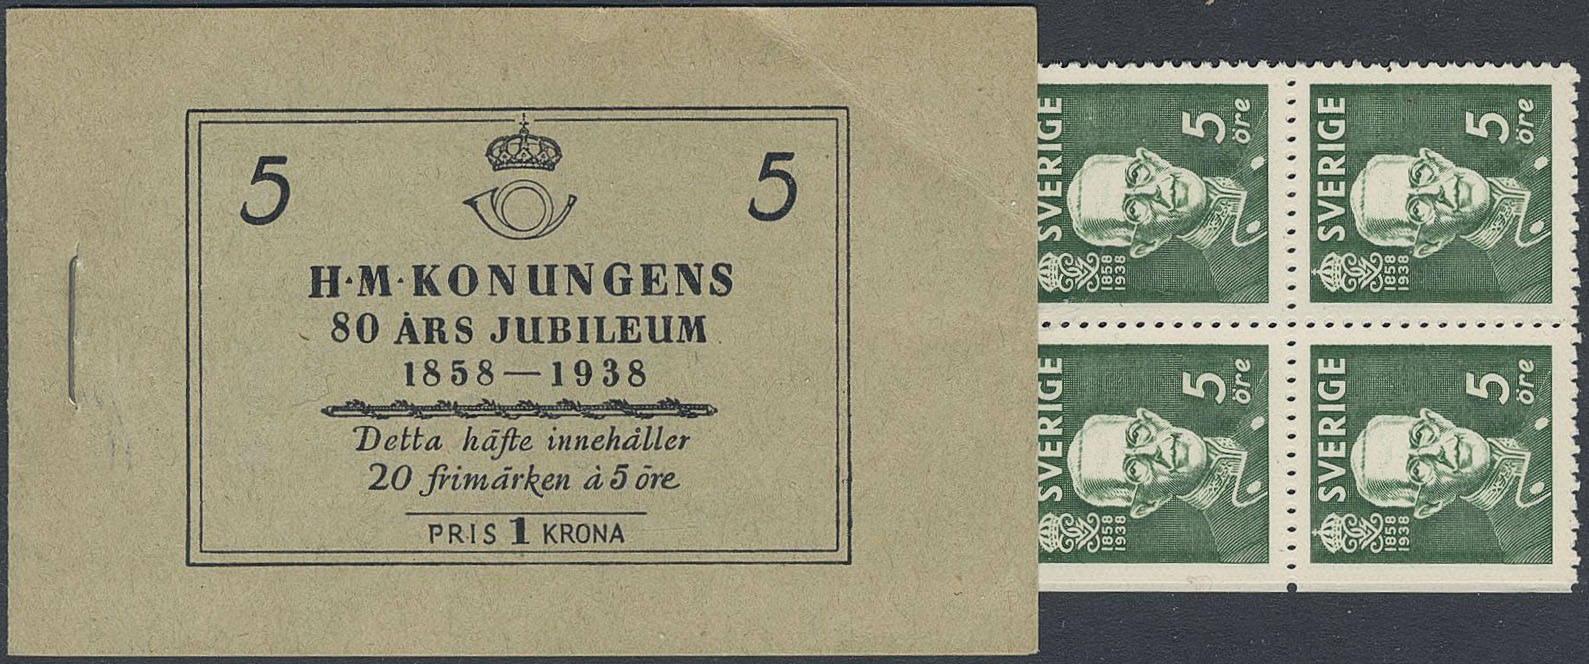 5 5
H·M·KONUNGENS
80 ÅRS JUBILEUM
1858—1938
Detta häfte innehåller
20 frimärken à 5 öre
PRIS 1 KRONA
SVERIGE
5 öre
1858
1938
SVERIGE
5 öre
1858
1938
SVERIGE
5 öre
1858
1938
SVERIGE
5 öre
1858
1938